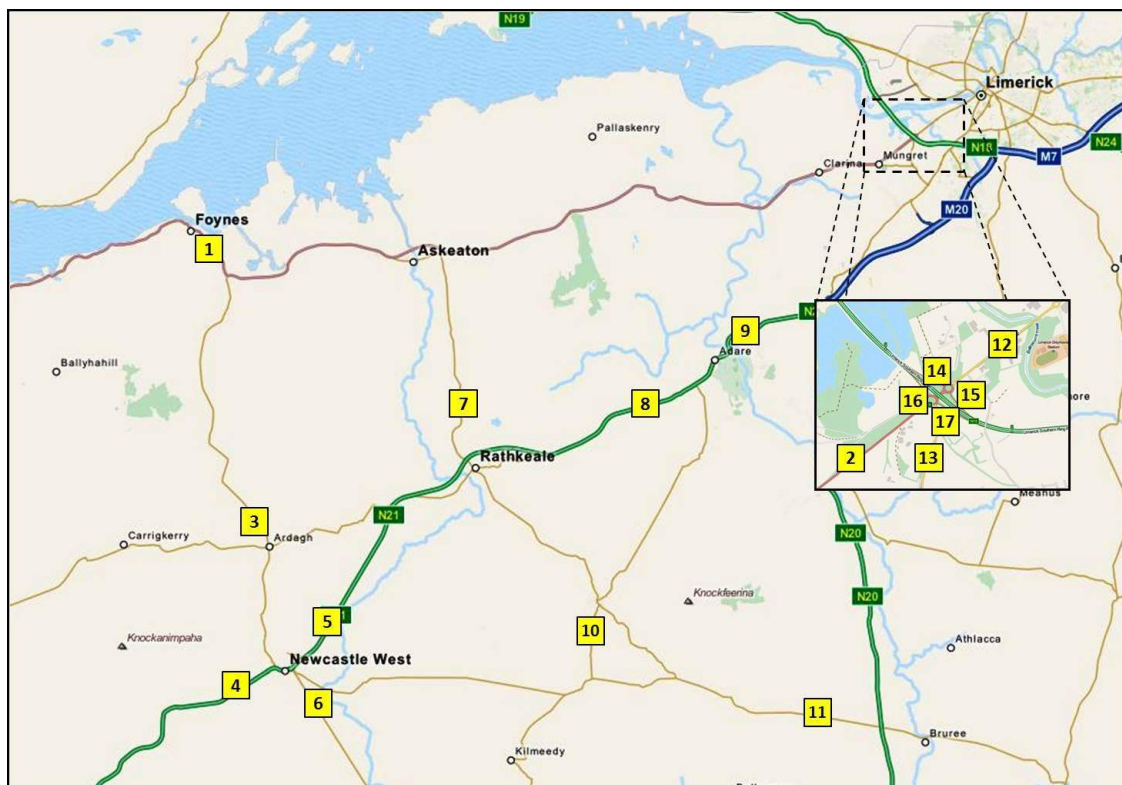 N19
Limerick
N24
Pallaskenry
N18
M7
Clarina
Mungret
M20
Foynes
1
Askeaton
9
Adare
12
14
15
16
17
2
13
Ballyhahill
7
8
Rathkeale
Meanus
N21
3
Carrigkerry
Ardagh
N20
N20
Knockfeerina
5
10
Knockanimpaha
Athlacca
Newcastle West
4
6
11
Bruree
Kilmeedy